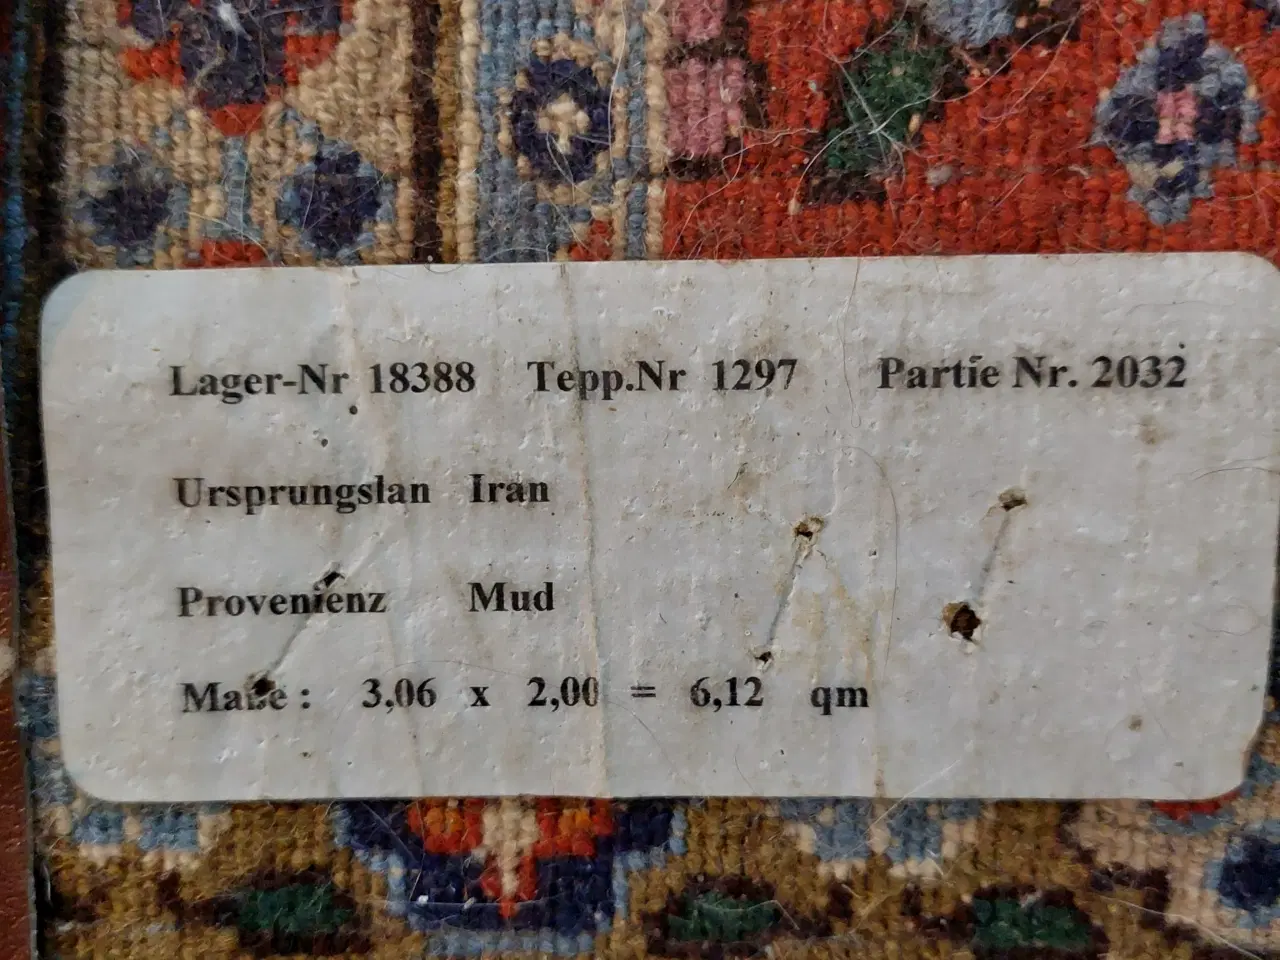 Lager-Nr 18388 Tepp.Nr 1297 Partie Nr. 2032
Ursprungslan Iran
Provenienz Mud
Maße : 3,06 x 2,00 = 6,12 qm